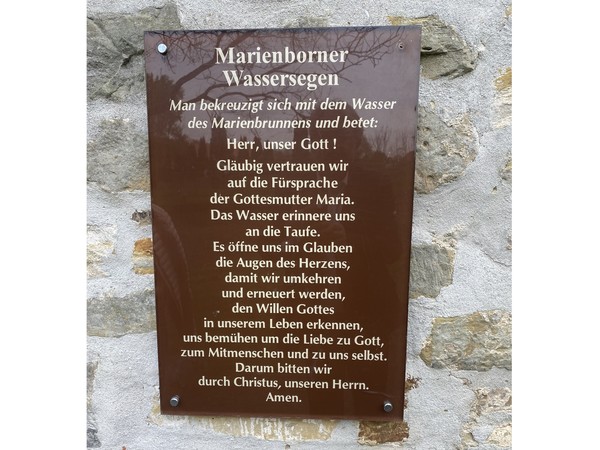 Marienborner
Wassersegen
Man bekreuzigt sich mit dem Wasser
des Marienbrunnens und betet:
Herr, unser Gott !
Gläubig vertrauen wir
auf die Fürsprache
der Gottesmutter Maria.
Das Wasser erinnere uns
an die Taufe.
Es öffne uns im Glauben
die Augen des Herzens,
damit wir umkehren
und erneuert werden,
den Willen Gottes
in unserem Leben erkennen,
uns bemühen um die Liebe zu Gott,
zum Mitmenschen und zu uns selbst.
Darum bitten wir
durch Christus, unseren Herrn.
Amen.